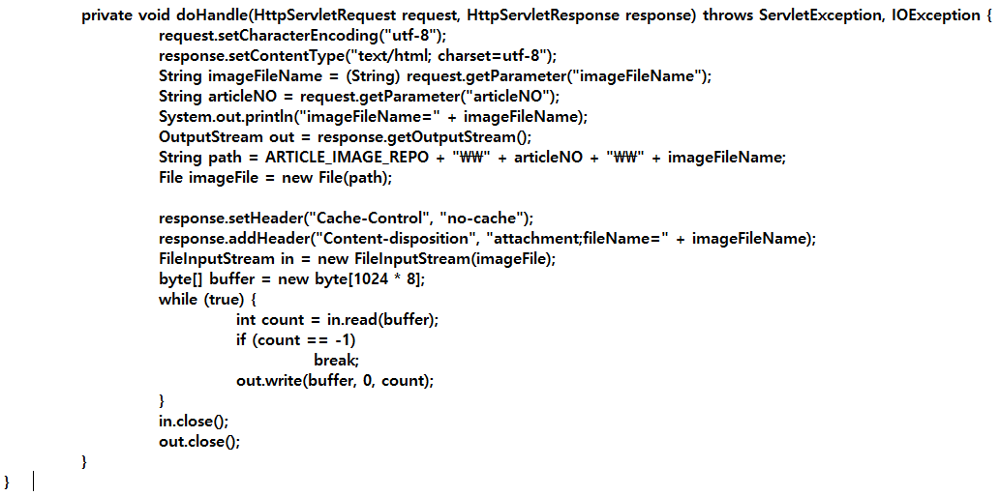 private void doHandle(HttpServletRequest request, HttpServletResponse response) throws ServletException, IOException {
request.setCharacterEncoding("utf-8");
response.setContentType("text/html; charset=utf-8");
String imageFileName = (String) request.getParameter("imageFileName");
String articleNO = request.getParameter("articleNO");
System.out.println("imageFileName=" + imageFileName);
OutputStream out = response.getOutputStream();
String path = ARTICLE_IMAGE_REPO + "₩₩" + articleNO + "₩₩" + imageFileName;
File imageFile = new File(path);
response.setHeader("Cache-Control", "no-cache");
response.addHeader("Content-disposition", "attachment;fileName=" + imageFileName);
FileInputStream in = new FileInputStream(imageFile);
byte[] buffer = new byte[1024 * 8];
while (true) {
int count = in.read(buffer);
if (count == -1)
break;
out.write(buffer, 0, count);
}
in.close();
out.close();
}
}